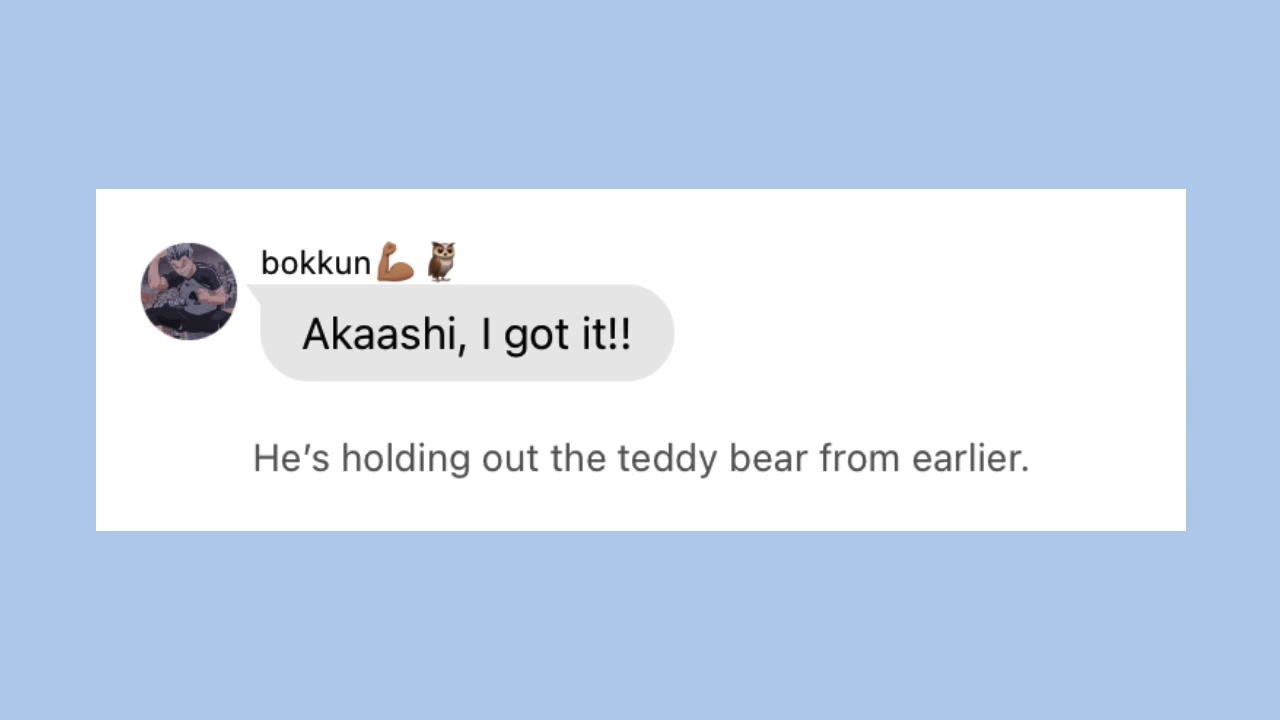 bokkun💪🏽🦉
Akaashi, I got it!!
He’s holding out the teddy bear from earlier.